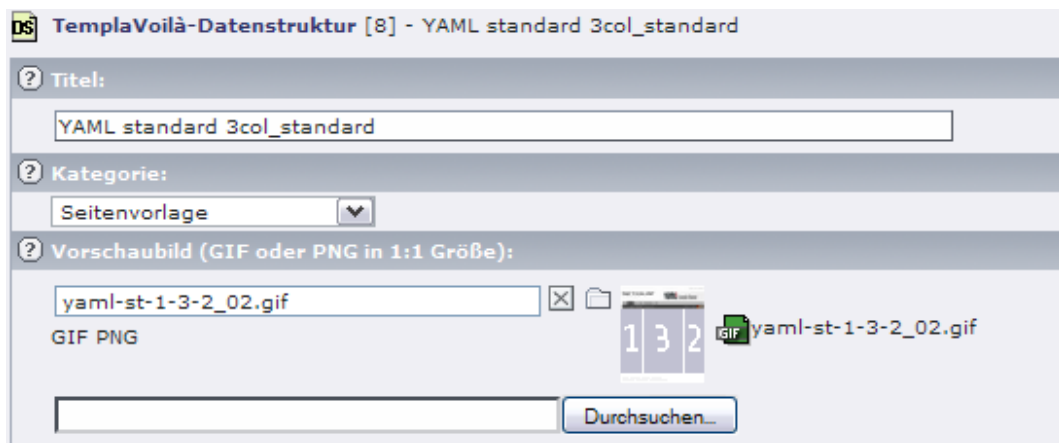 DS TemplaVoilà-Datenstruktur [8] - YAML standard 3col_standard
Titel:
YAML standard 3col_standard
Kategorie:
Seitenvorlage
Vorschaubild (GIF oder PNG in 1:1 Größe):
yaml-st-1-3-2_02.gif
GIF PNG
1 3 2
GIF yaml-st-1-3-2_02.gif
Durchsuchen...